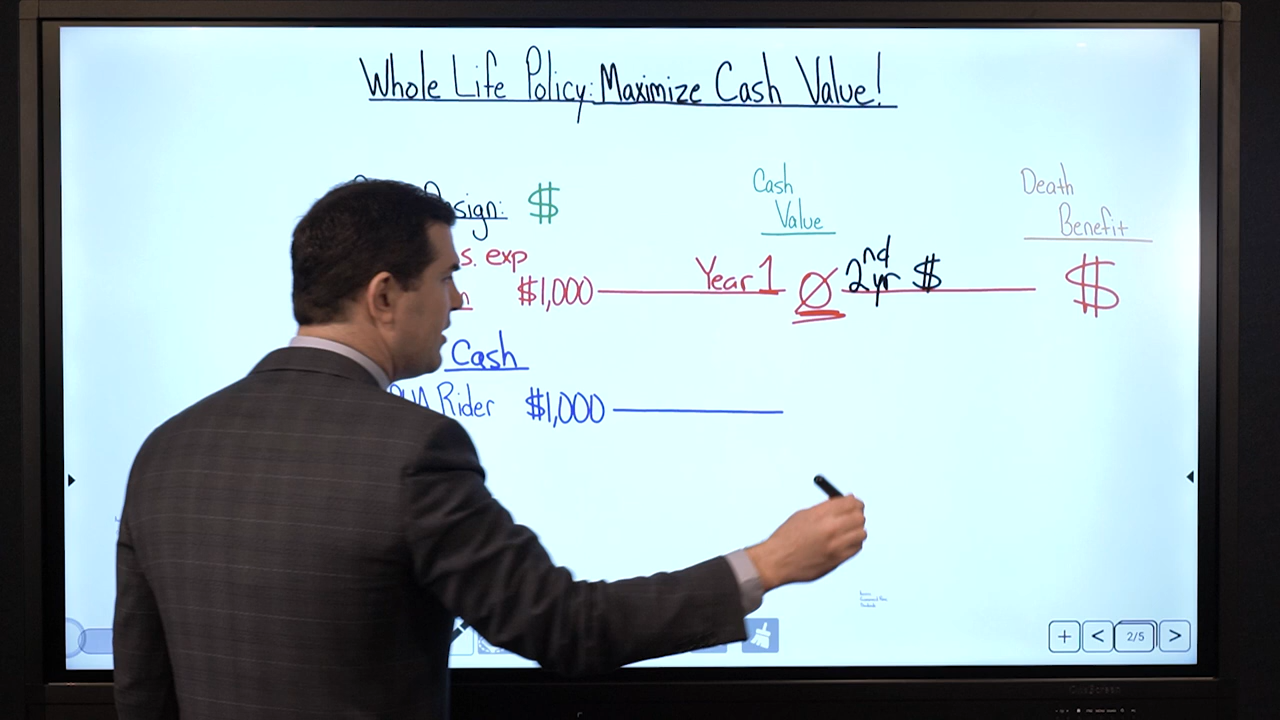 Whole Life Policy: Maximize Cash Value!
sign: $
Cash
Value
Death
Benefit
s. exp
n $1,000 Year 1 Ø 2nd yr $ $
Cash
Rider $1,000
+ < 2/5 >